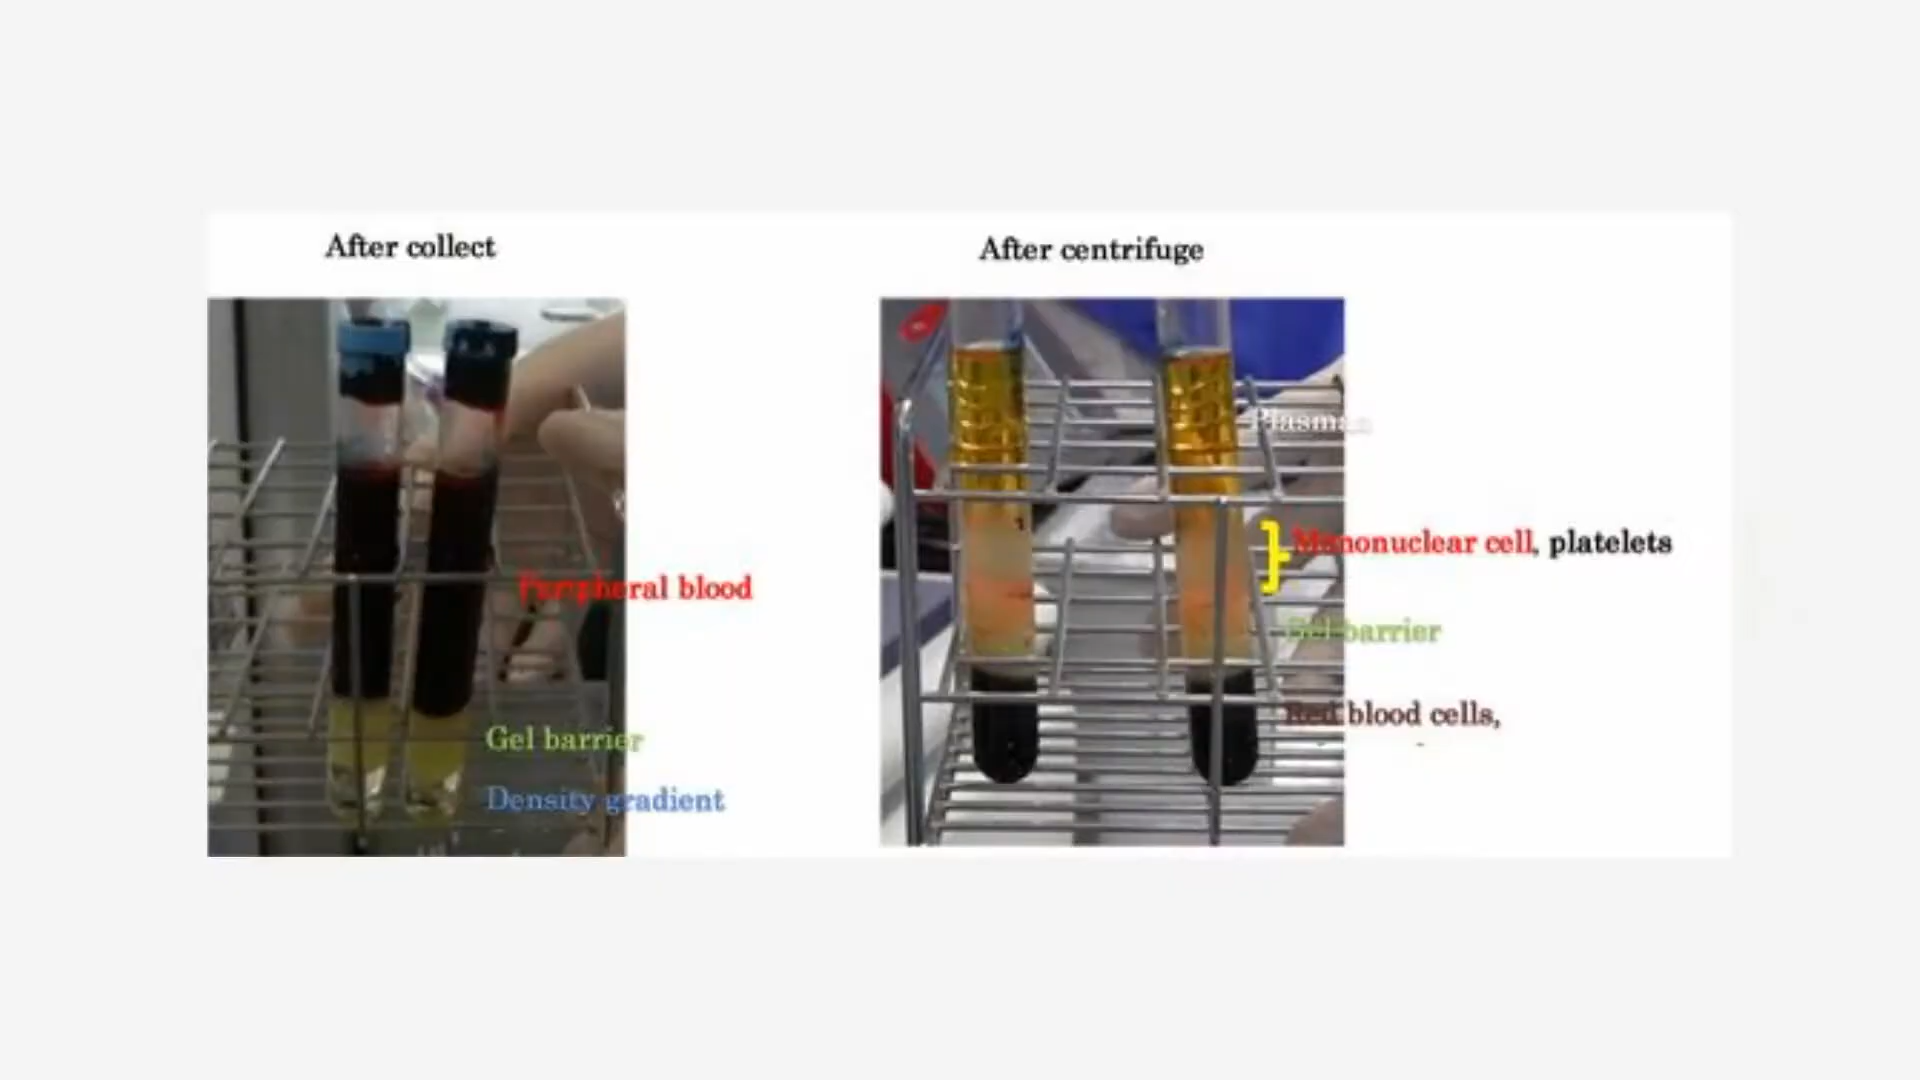 After collect
After centrifuge
Plasma
Mononuclear cell, platelets
Peripheral blood
Gel barrier
Red blood cells,
Gel barrier
Density gradient